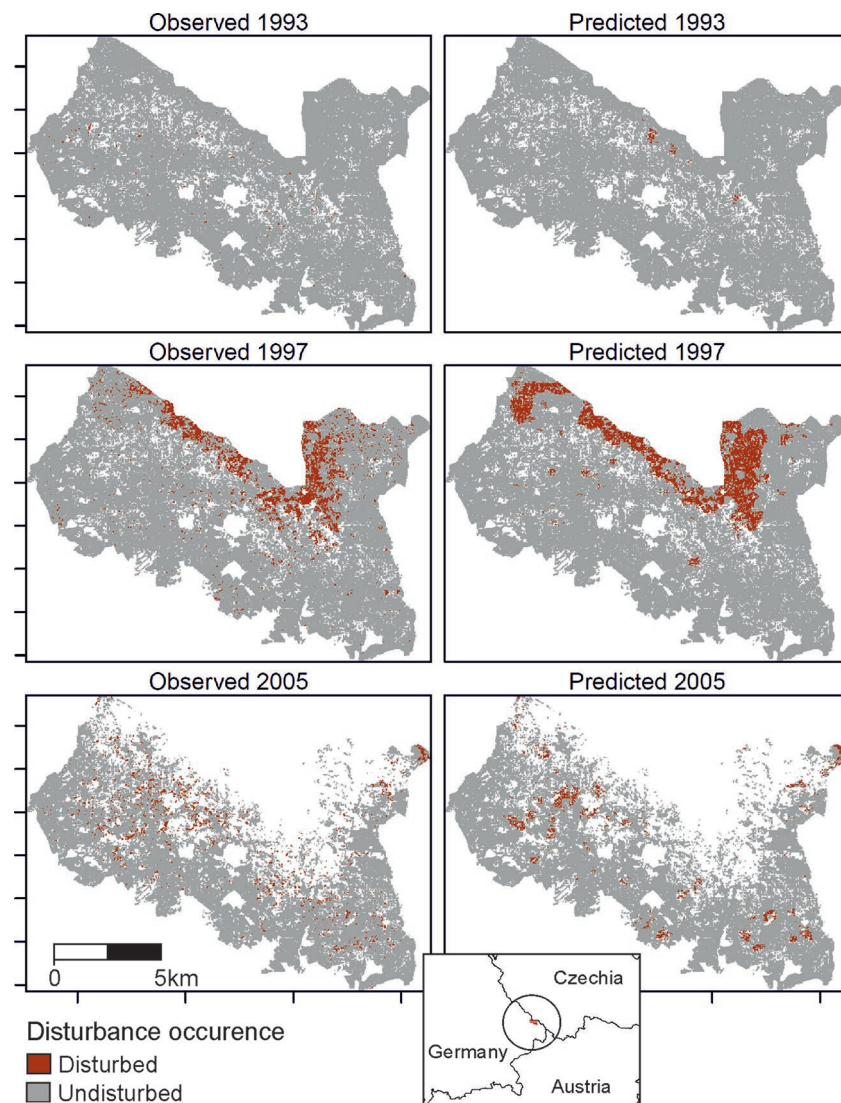 Observed 1993
Predicted 1993
Observed 1997
Predicted 1997
Observed 2005
Predicted 2005
0 5km
Czechia
Germany
Austria
Disturbance occurence
Disturbed
Undisturbed